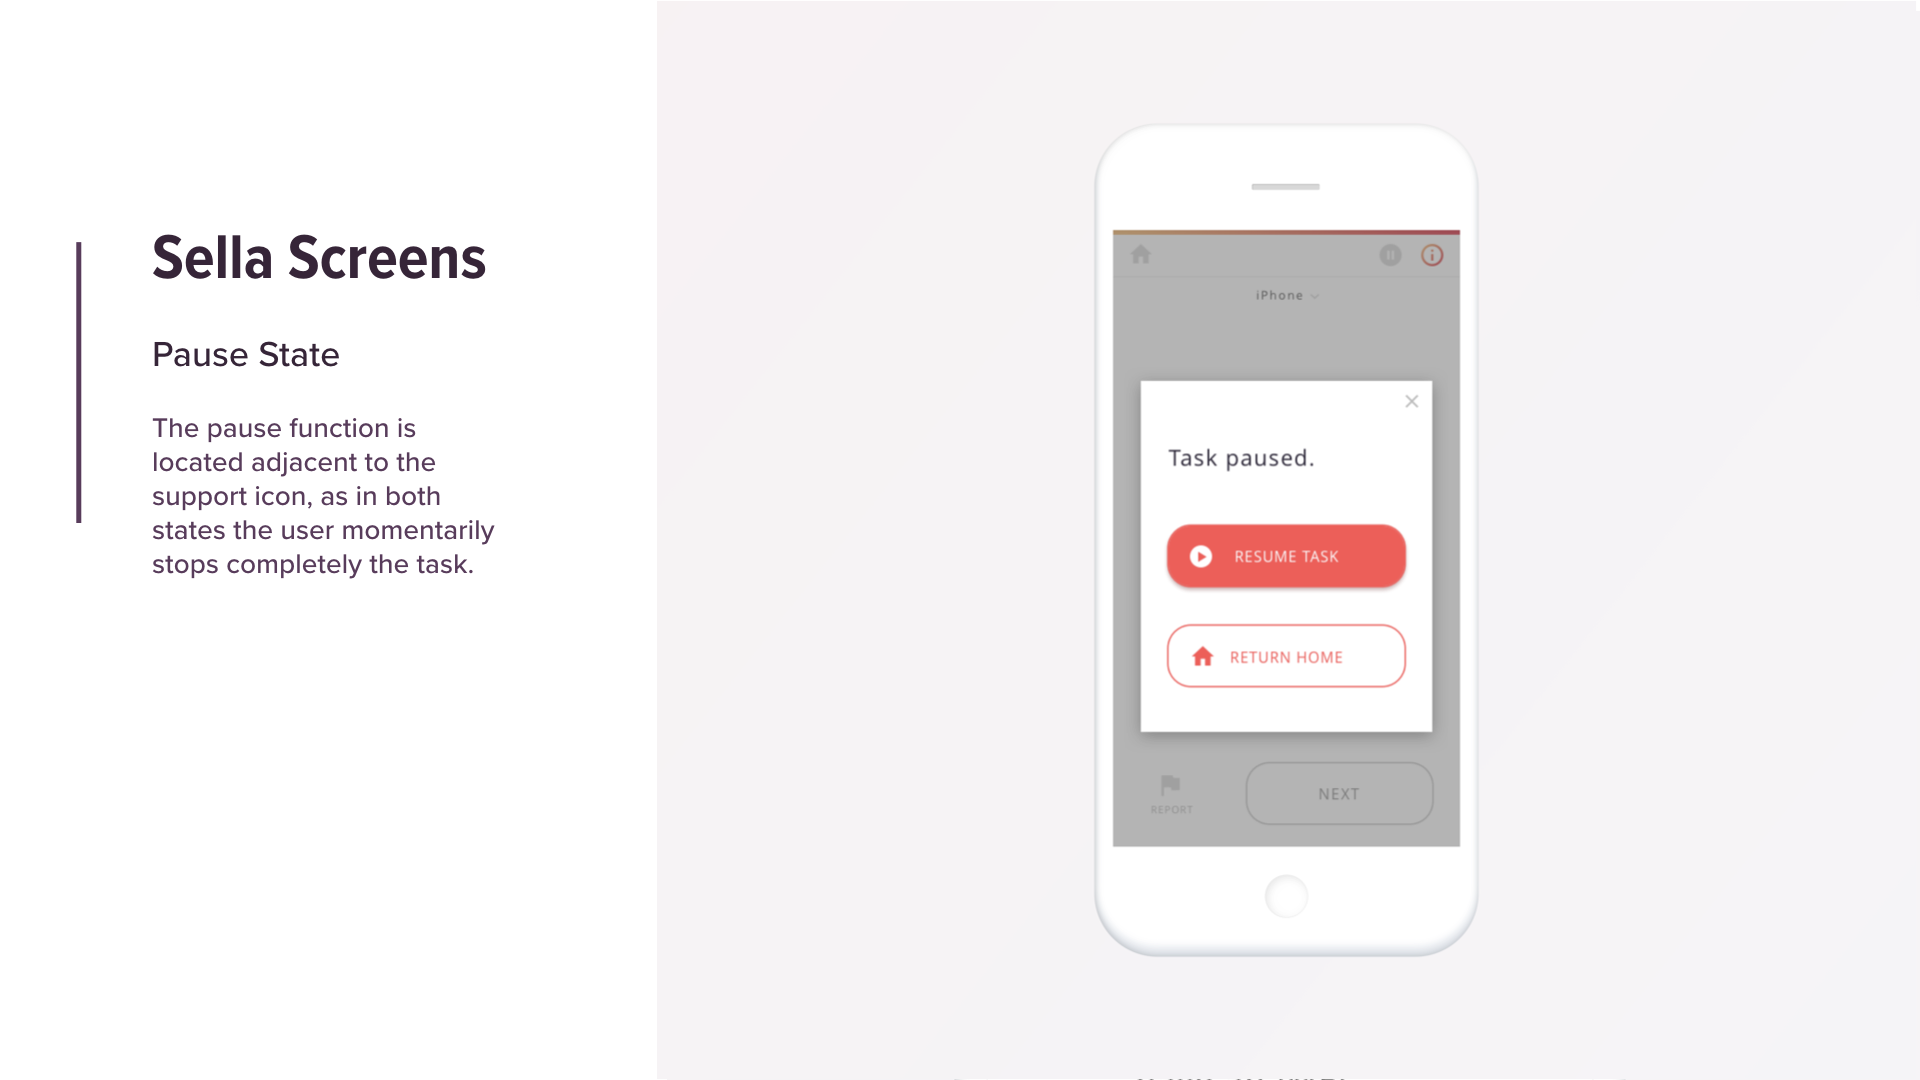 Sella Screens
Pause State
The pause function is
located adjacent to the
support icon, as in both
states the user momentarily
stops completely the task.
iPhone
Task paused.
RESUME TASK
RETURN HOME
REPORT
NEXT